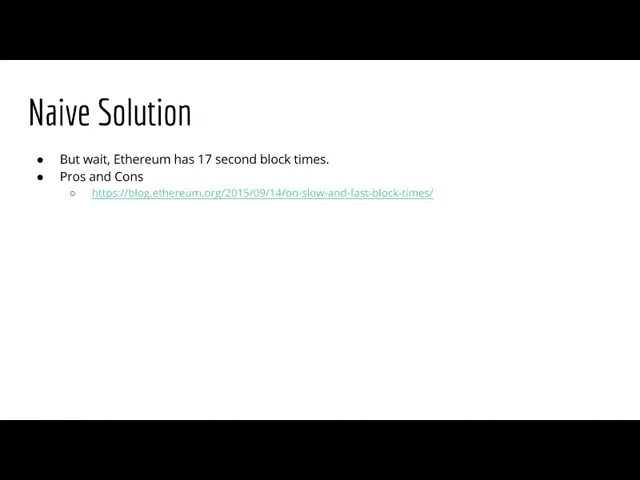 Naive Solution
● But wait, Ethereum has 17 second block times.
● Pros and Cons
○ https://blog.ethereum.org/2015/09/14/on-slow-and-fast-block-times/